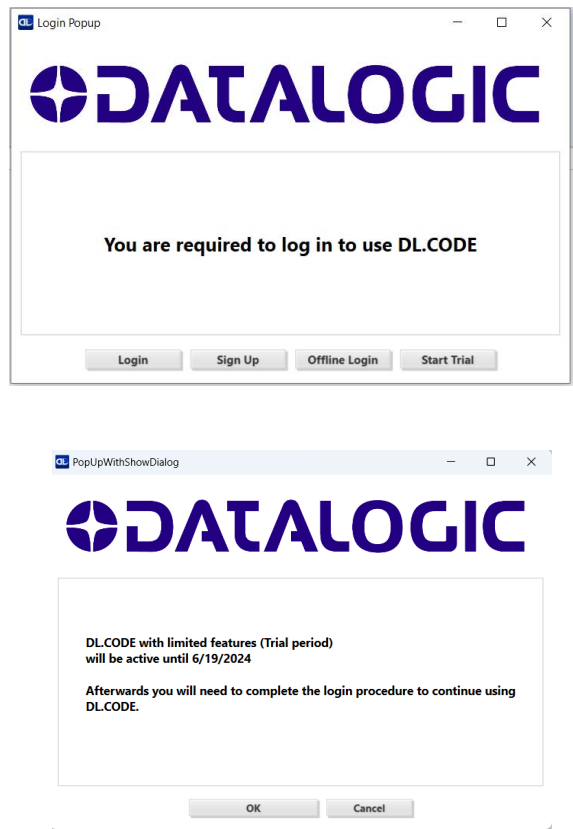 Login Popup
DATALOGIC
You are required to log in to use DL.CODE
Login Sign Up Offline Login Start Trial
PopUpWithShowDialog
DATALOGIC
DL.CODE with limited features (Trial period)
will be active until 6/19/2024
Afterwards you will need to complete the login procedure to continue using
DL.CODE.
OK Cancel